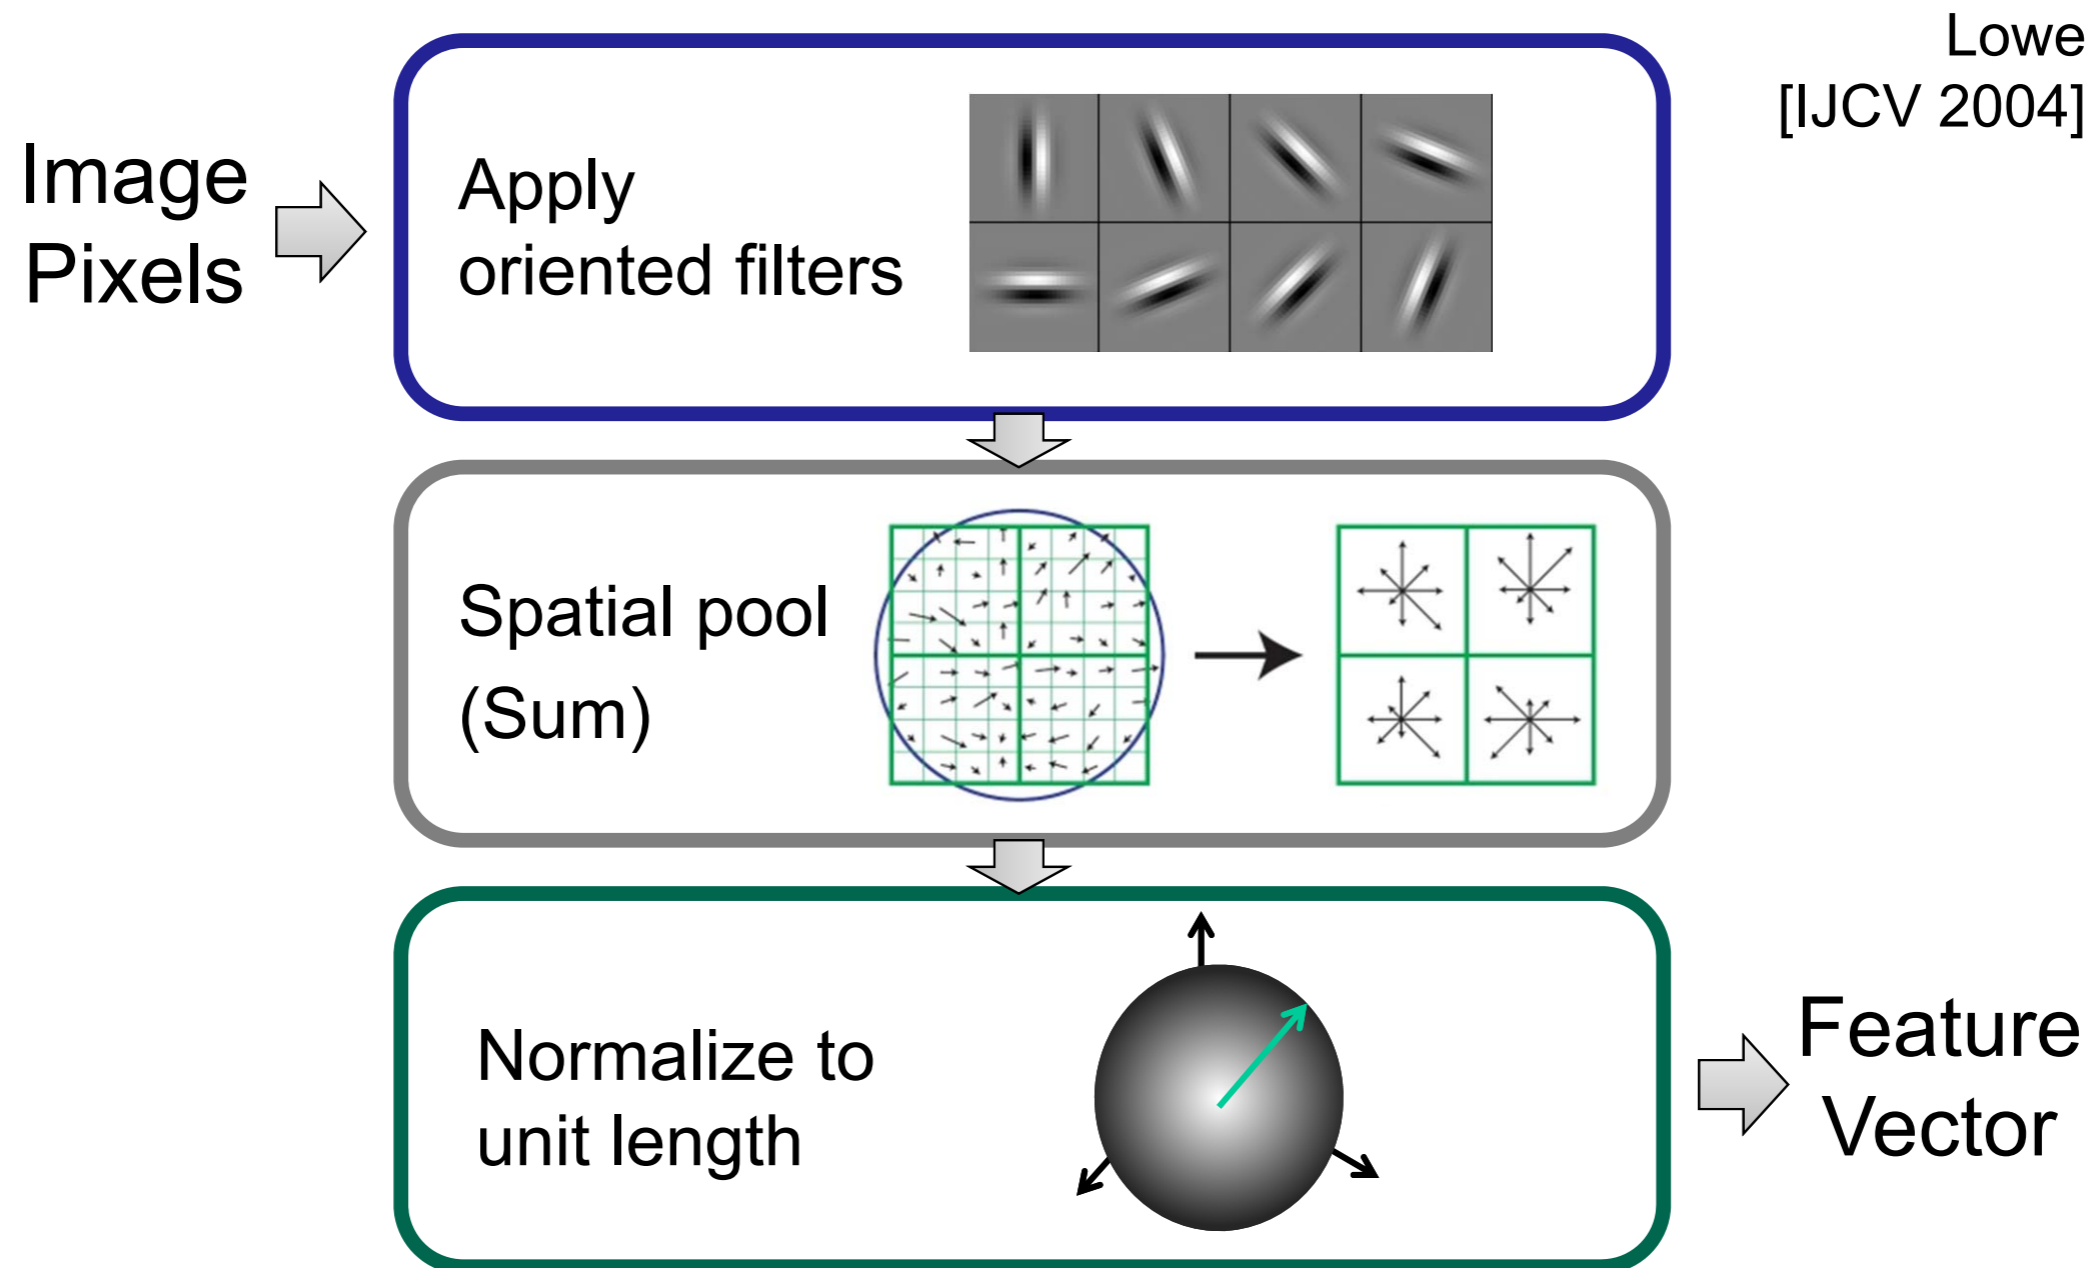 Lowe
[IJCV 2004]
Image
Pixels
Apply
oriented filters
Spatial pool
(Sum)
Normalize to
unit length
Feature
Vector